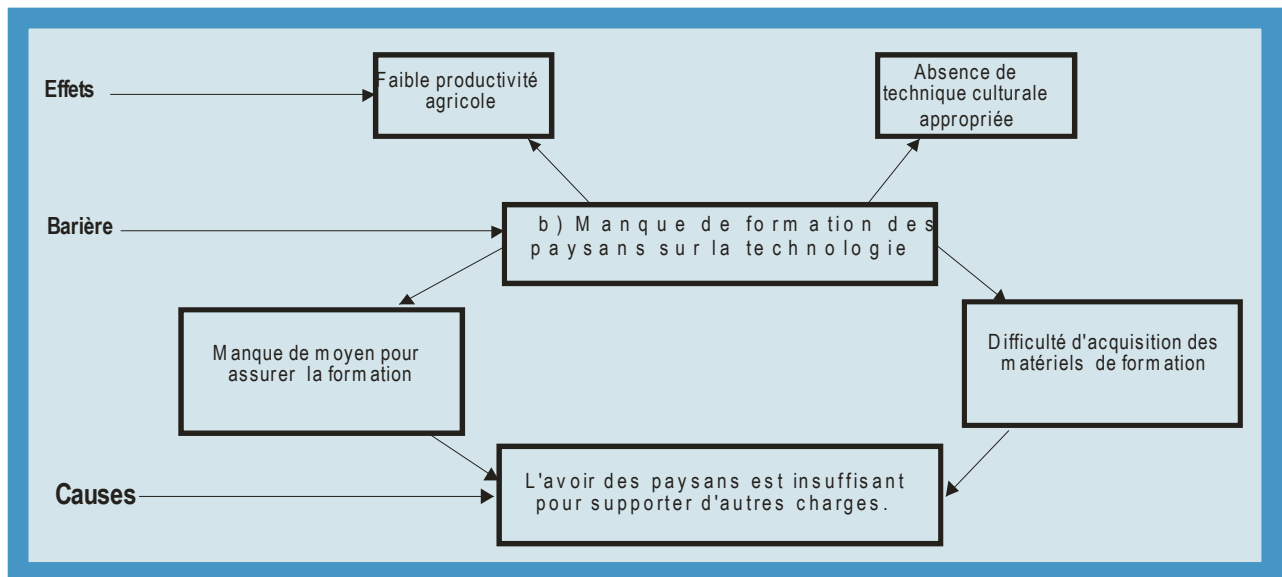 Effets
Faible productivité
agricole
Absence de
technique culturale
appropriée
Barière
b) Manque de formation des
paysans sur la technologie
Manque de moyen pour
assurer la formation
Difficulté d'acquisition des
matériels de formation
Causes
L'avoir des paysans est insuffisant
pour supporter d'autres charges.